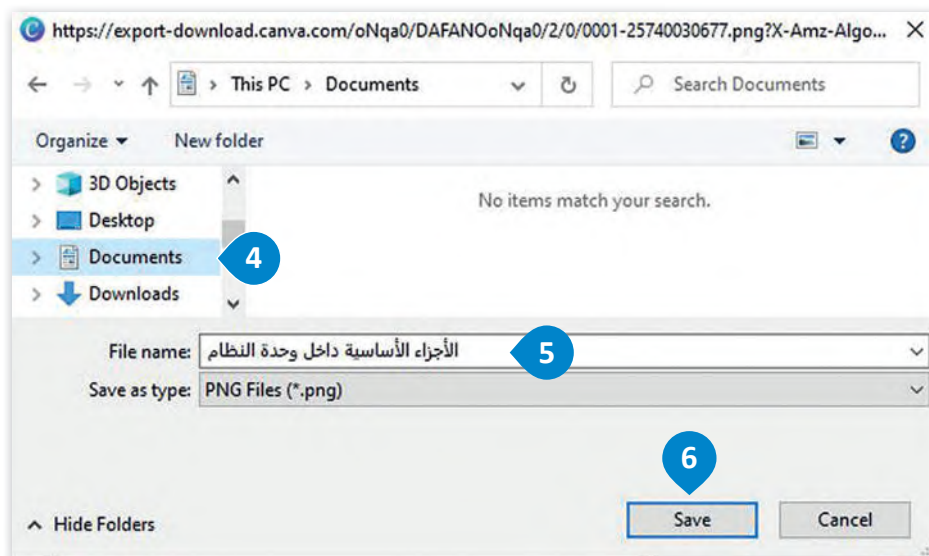 https://export-download.canva.com/oNqa0/DAFANOoNqa0/2/0/0001-25740030677.png?X-Amz-Algo...
This PC > Documents
Search Documents
Organize
New folder
3D Objects
No items match your search.
Desktop
Documents
4
Downloads
File name: الأجزاء الأساسية داخل وحدة النظام
5
Save as type: PNG Files (*.png)
6
Hide Folders
Save
Cancel